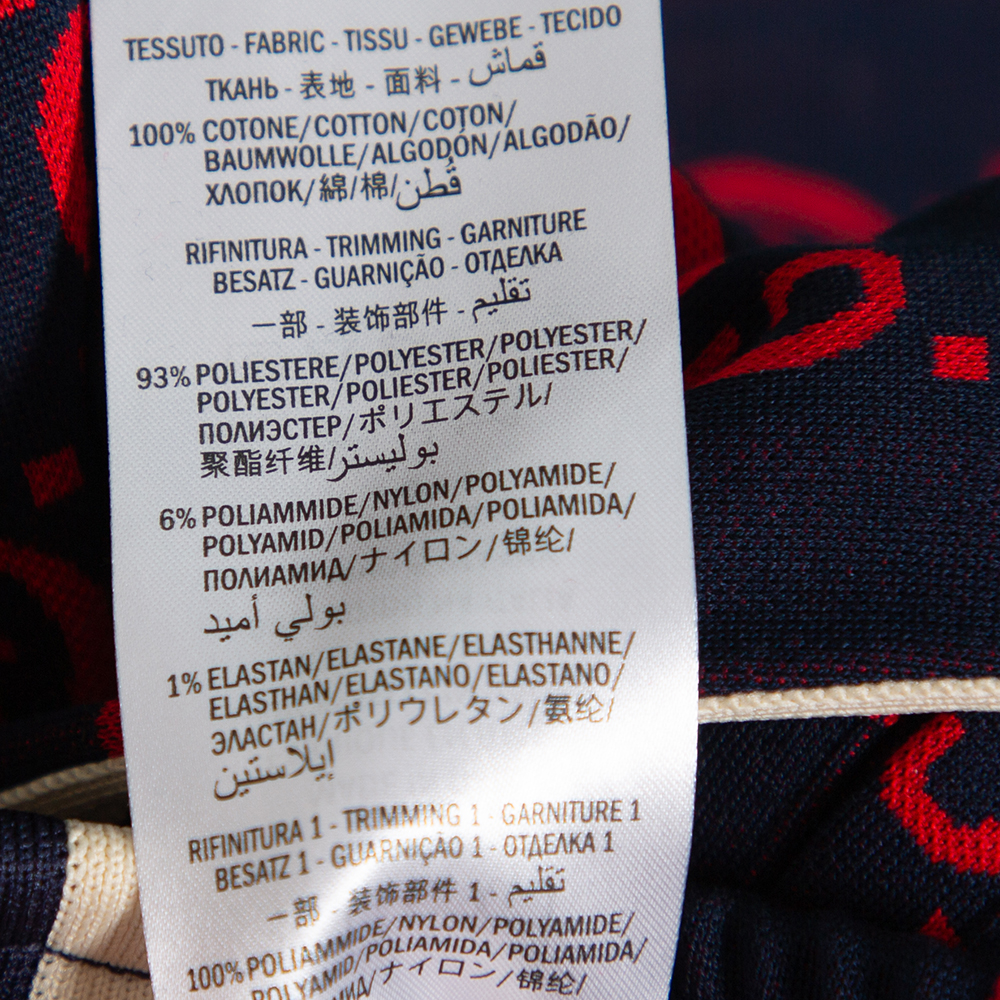 TESSUTO - FABRIC - TISSU - GEWEBE - TECIDO
ТКАНЬ - 表地 - 面料 - قماش
100% COTONE/COTTON/COTON/
BAUMWOLLE/ALGODÓN/ALGODÃO/
ХЛОПОК/綿/棉/قُطن
RIFINITURA - TRIMMING - GARNITURE
BESATZ - GUARNIÇÃO - ОТДЕЛКА
一部 - 装饰部件 - تقليم
93% POLIESTERE/POLYESTER/POLYESTER/
POLYESTER/POLIESTER/POLIESTER/
ПОЛИЭСТЕР/ポリエステル/
聚酯纤维/بوليستر
6% POLIAMMIDE/NYLON/POLYAMIDE/
POLYAMID/POLIAMIDA/POLIAMIDA/
ПОЛИАМИД/ナイロン/锦纶/
بولي أميد
1% ELASTAN/ELASTANE/ELASTHANNE/
ELASTHAN/ELASTANO/ELASTANO/
ЭЛАСТАН/ポリウレタン/氨纶/
إيلاستين
RIFINITURA 1 - TRIMMING 1 - GARNITURE 1
BESATZ 1 - GUARNIÇÃO 1 - ОТДЕЛКА 1
一部 - 装饰部件 1 - تقليم
100% POLIAMMIDE/NYLON/POLYAMIDE/
POLYAMID/POLIAMIDA/POLIAMIDA/
ПОЛИАМИД/ナイロン/锦纶/